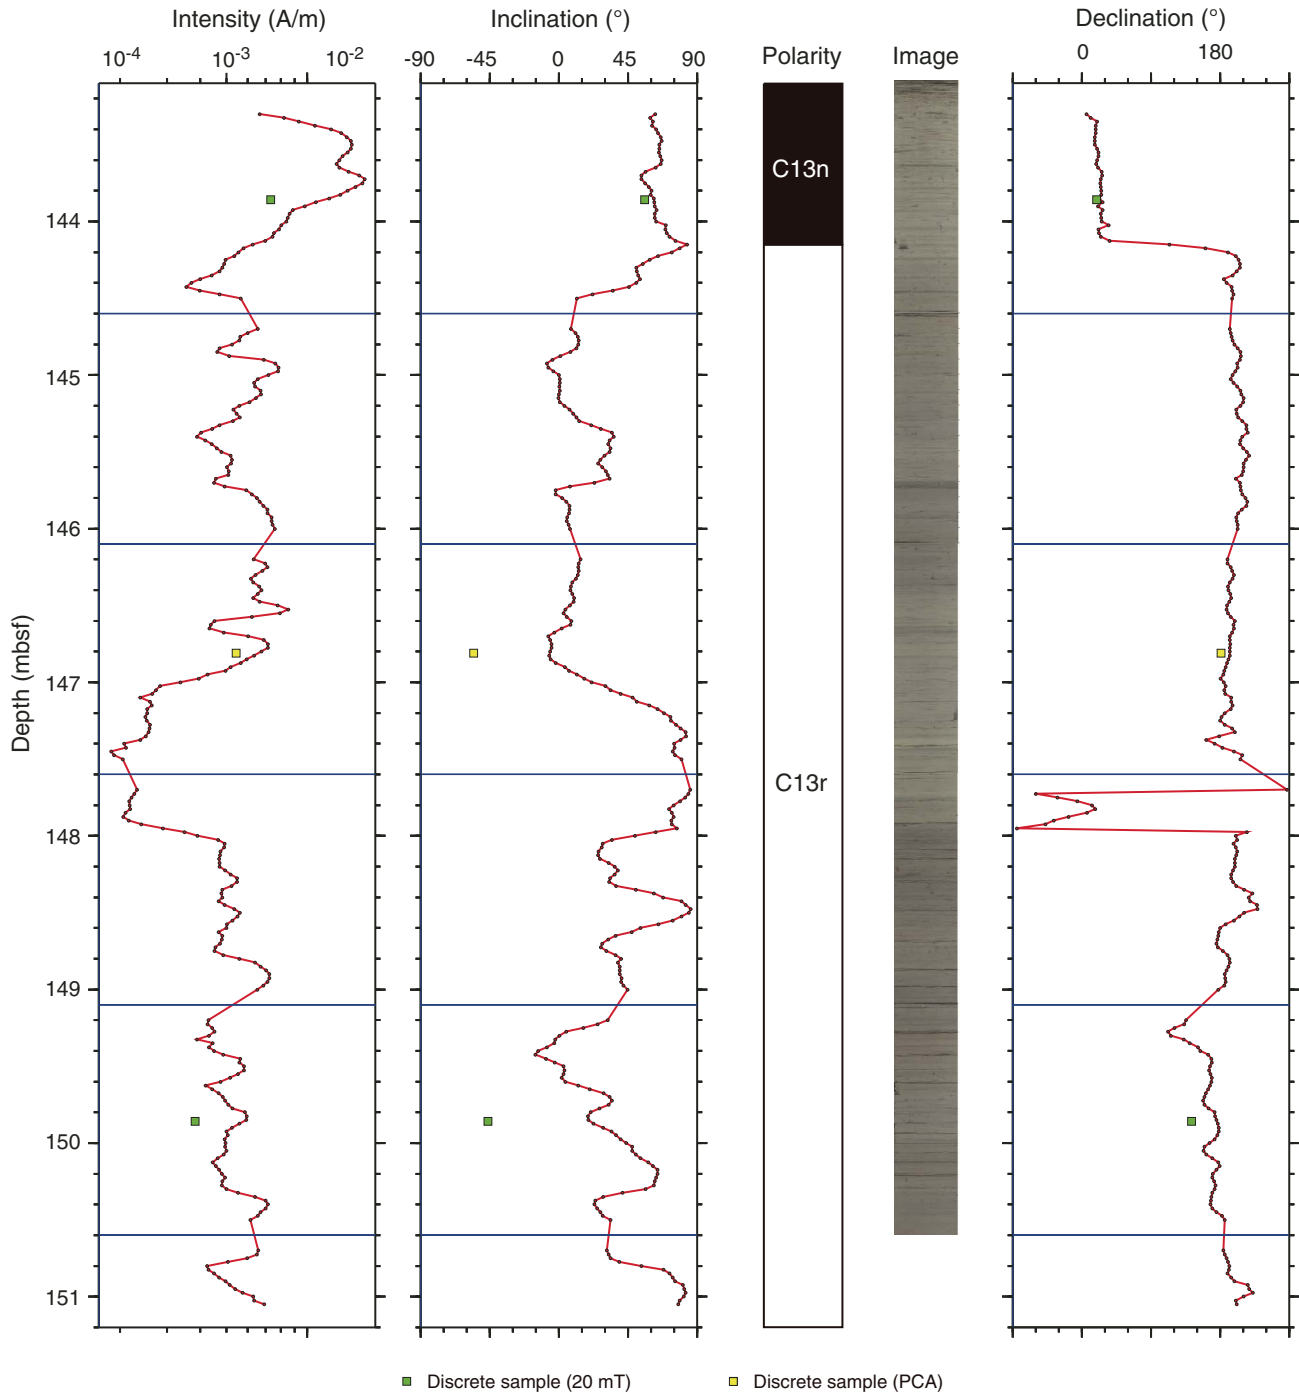 Intensity (A/m) Inclination (°) Declination (°)
10-4 10-3 10-2 -90 -45 0 45 90 Polarity Image 0 180
C13n
144
145
146
147
148
149
150
151
Depth (mbsf)
C13r
Discrete sample (20 mT) Discrete sample (PCA)